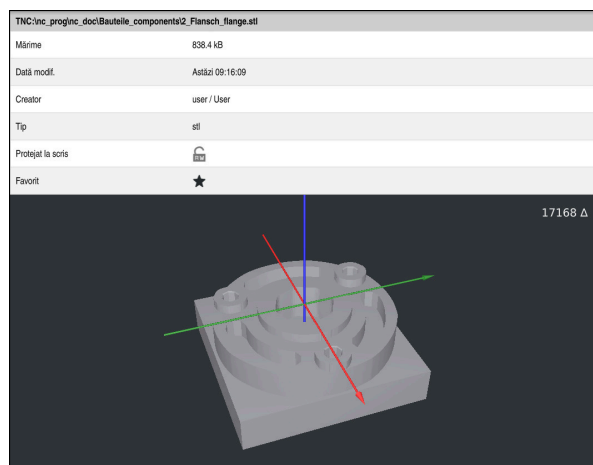 TNC:\nc_prog\nc_doc\Bauteile_components\2_Flansch_flange.stl
Mărime 838.4 kB
Dată modif. Astăzi 09:16:09
Creator user / User
Tip stl
Protejat la scris
Favorit
17168 Δ